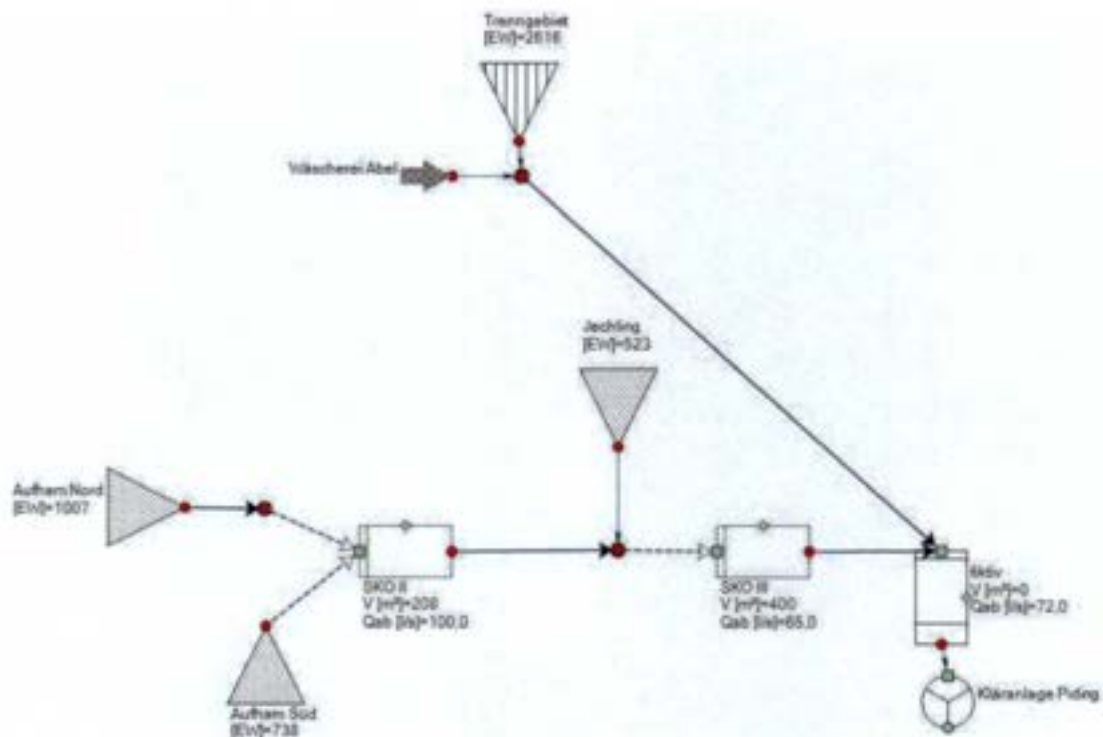 Trenngebiet
[EW]=2616
Wäscherei Abel
Jechling
[EW]=523
Aufham Nord
[EW]=1007
SKO II
V [m³]=208
Qab [l/s]=100,0
SKO III
V [m³]=400
Qab [l/s]=65,0
fiktiv
V [m³]=0
Qab [l/s]=72,0
Aufham Süd
[EW]=738
Kläranlage Piding